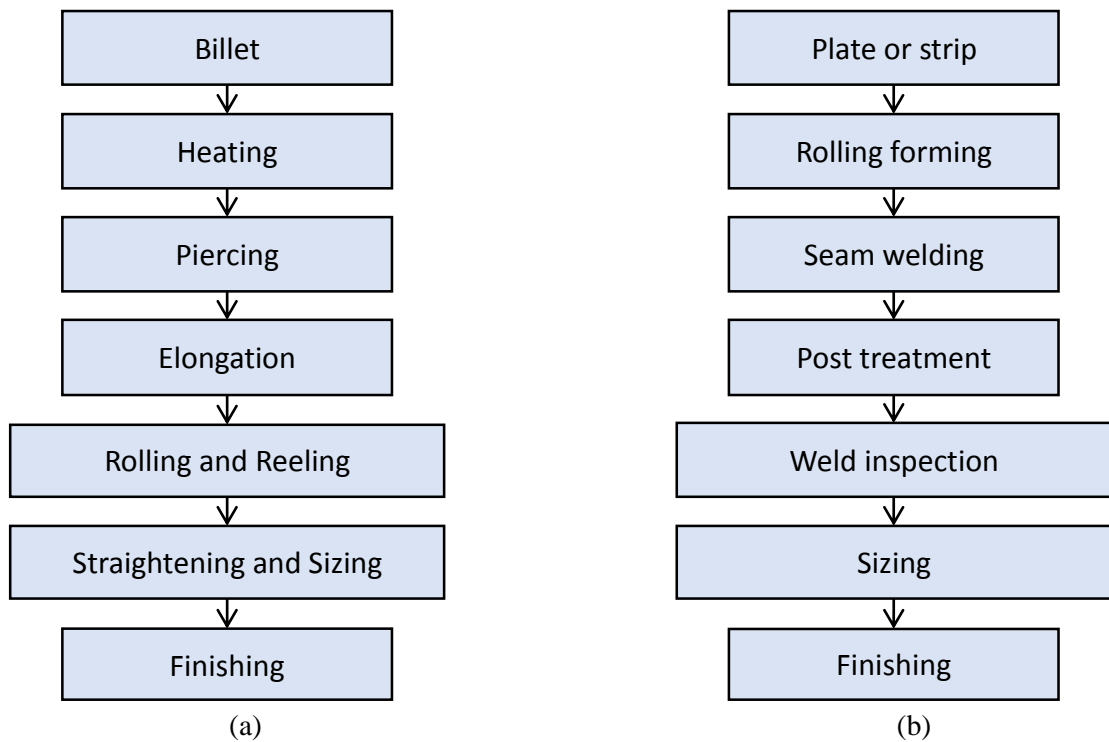 Billet
Heating
Piercing
Elongation
Rolling and Reeling
Straightening and Sizing
Finishing
(a)
Plate or strip
Rolling forming
Seam welding
Post treatment
Weld inspection
Sizing
Finishing
(b)